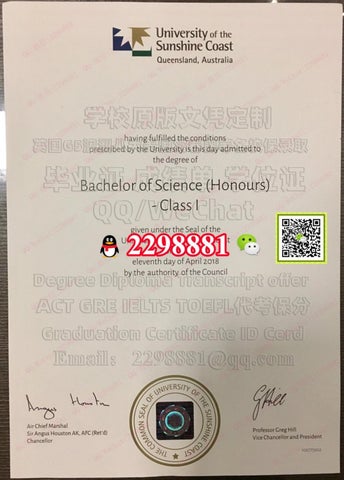 University of the
Sunshine Coast
Queensland, Australia
学校原版文凭定制
having fulfilled the conditions
prescribed by the University is this day admitted to
the degree of
毕业证 成绩单 学位证
Bachelor of Science (Honours)
- Class I
QQ/WeChat
given under the Seal of the
2298881
eleventh day of April 2018
by the authority of the Council
Degree Diploma Transcript offer
ACT GRE IELTS TOEFL代考保分
Graduation Certificate ID Card
Email: 2298881@qq.com
Angus Houston
G Hill
Air Chief Marshal
Sir Angus Houston AK, AFC (Ret'd)
Chancellor
Professor Greg Hill
Vice Chancellor and President
THE COMMON SEAL OF UNIVERSITY OF THE SUNSHINE COAST